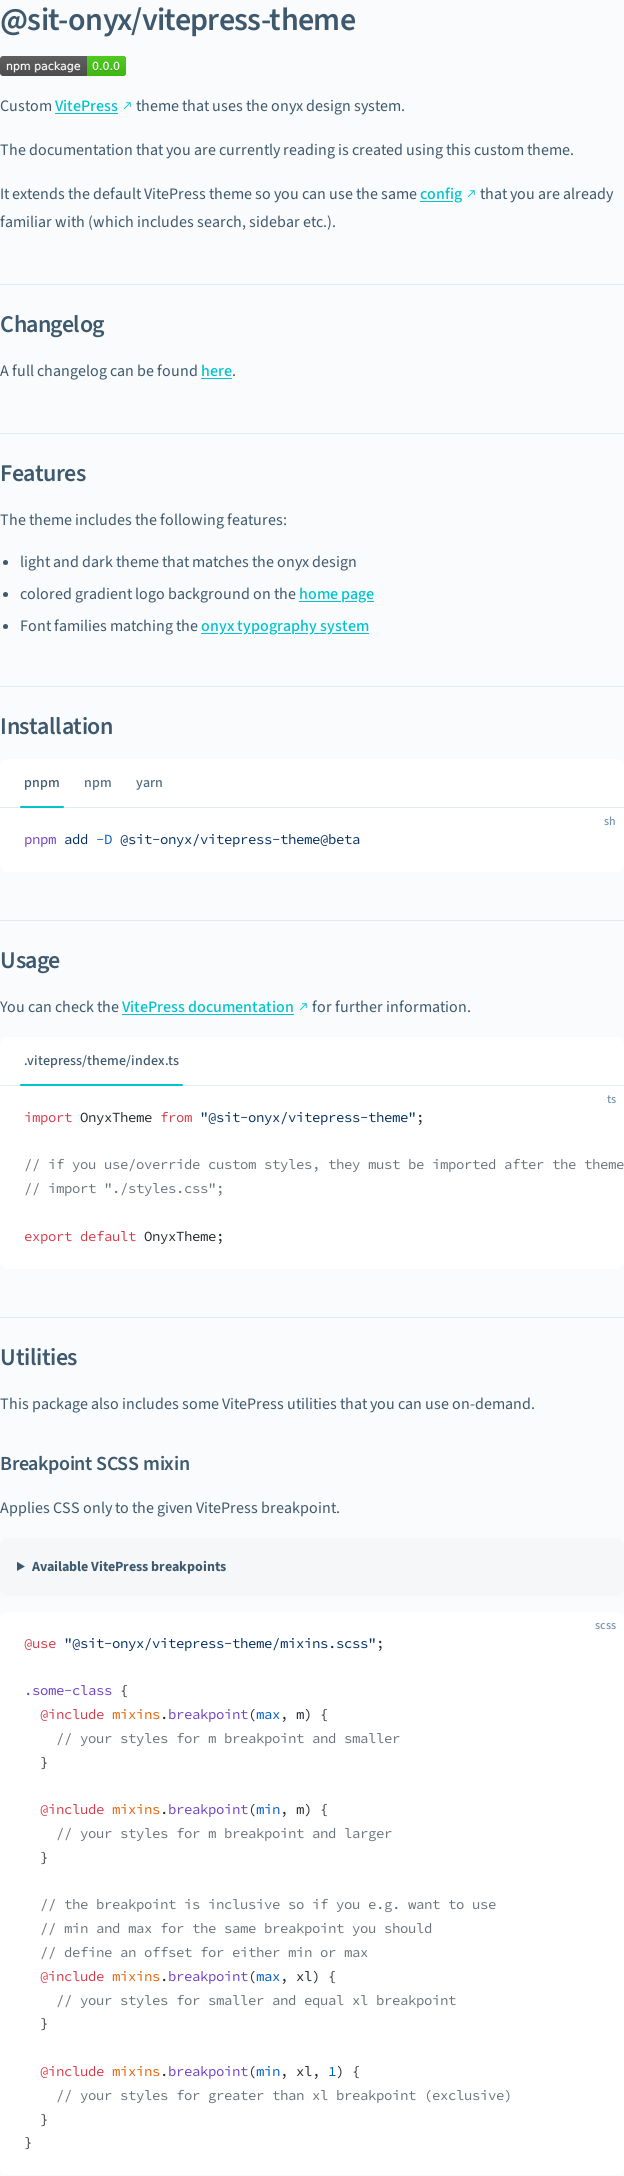 @sit-onyx/vitepress-theme
npm package 0.0.0
Custom VitePress ↗ theme that uses the onyx design system.
The documentation that you are currently reading is created using this custom theme.
It extends the default VitePress theme so you can use the same config ↗ that you are already
familiar with (which includes search, sidebar etc.).
Changelog
A full changelog can be found here.
Features
The theme includes the following features:
• light and dark theme that matches the onyx design
• colored gradient logo background on the home page
• Font families matching the onyx typography system
Installation
pnpm npm yarn
sh
pnpm add -D @sit-onyx/vitepress-theme@beta
Usage
You can check the VitePress documentation ↗ for further information.
.vitepress/theme/index.ts
ts
import OnyxTheme from "@sit-onyx/vitepress-theme";
// if you use/override custom styles, they must be imported after the theme
// import "./styles.css";
export default OnyxTheme;
Utilities
This package also includes some VitePress utilities that you can use on-demand.
Breakpoint SCSS mixin
Applies CSS only to the given VitePress breakpoint.
▶ Available VitePress breakpoints
scss
@use "@sit-onyx/vitepress-theme/mixins.scss";
.some-class {
  @include mixins.breakpoint(max, m) {
    // your styles for m breakpoint and smaller
  }
  @include mixins.breakpoint(min, m) {
    // your styles for m breakpoint and larger
  }
  // the breakpoint is inclusive so if you e.g. want to use
  // min and max for the same breakpoint you should
  // define an offset for either min or max
  @include mixins.breakpoint(max, xl) {
    // your styles for smaller and equal xl breakpoint
  }
  @include mixins.breakpoint(min, xl, 1) {
    // your styles for greater than xl breakpoint (exclusive)
  }
}